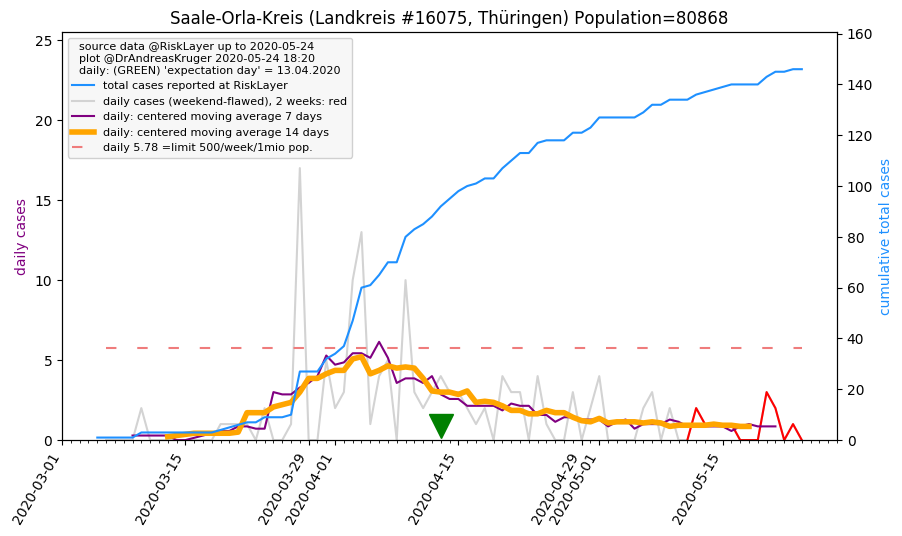 Saale-Orla-Kreis (Landkreis #16075, Thüringen) Population=80868
source data @RiskLayer up to 2020-05-24
plot @DrAndreasKruger 2020-05-24 18:20
daily: (GREEN) 'expectation day' = 13.04.2020
total cases reported at RiskLayer
daily cases (weekend-flawed), 2 weeks: red
daily: centered moving average 7 days
daily: centered moving average 14 days
daily 5.78 =limit 500/week/1mio pop.
daily cases
25
20
15
10
5
0
160
140
120
100
80
60
40
20
0
cumulative total cases
2020-03-01
2020-03-15
2020-03-29
2020-04-01
2020-04-15
2020-04-29
2020-05-01
2020-05-15